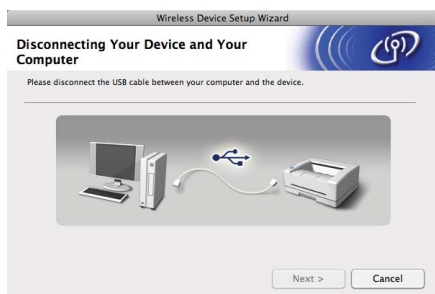 Wireless Device Setup Wizard
Disconnecting Your Device and Your
Computer
Please disconnect the USB cable between your computer and the device.
Next >
Cancel